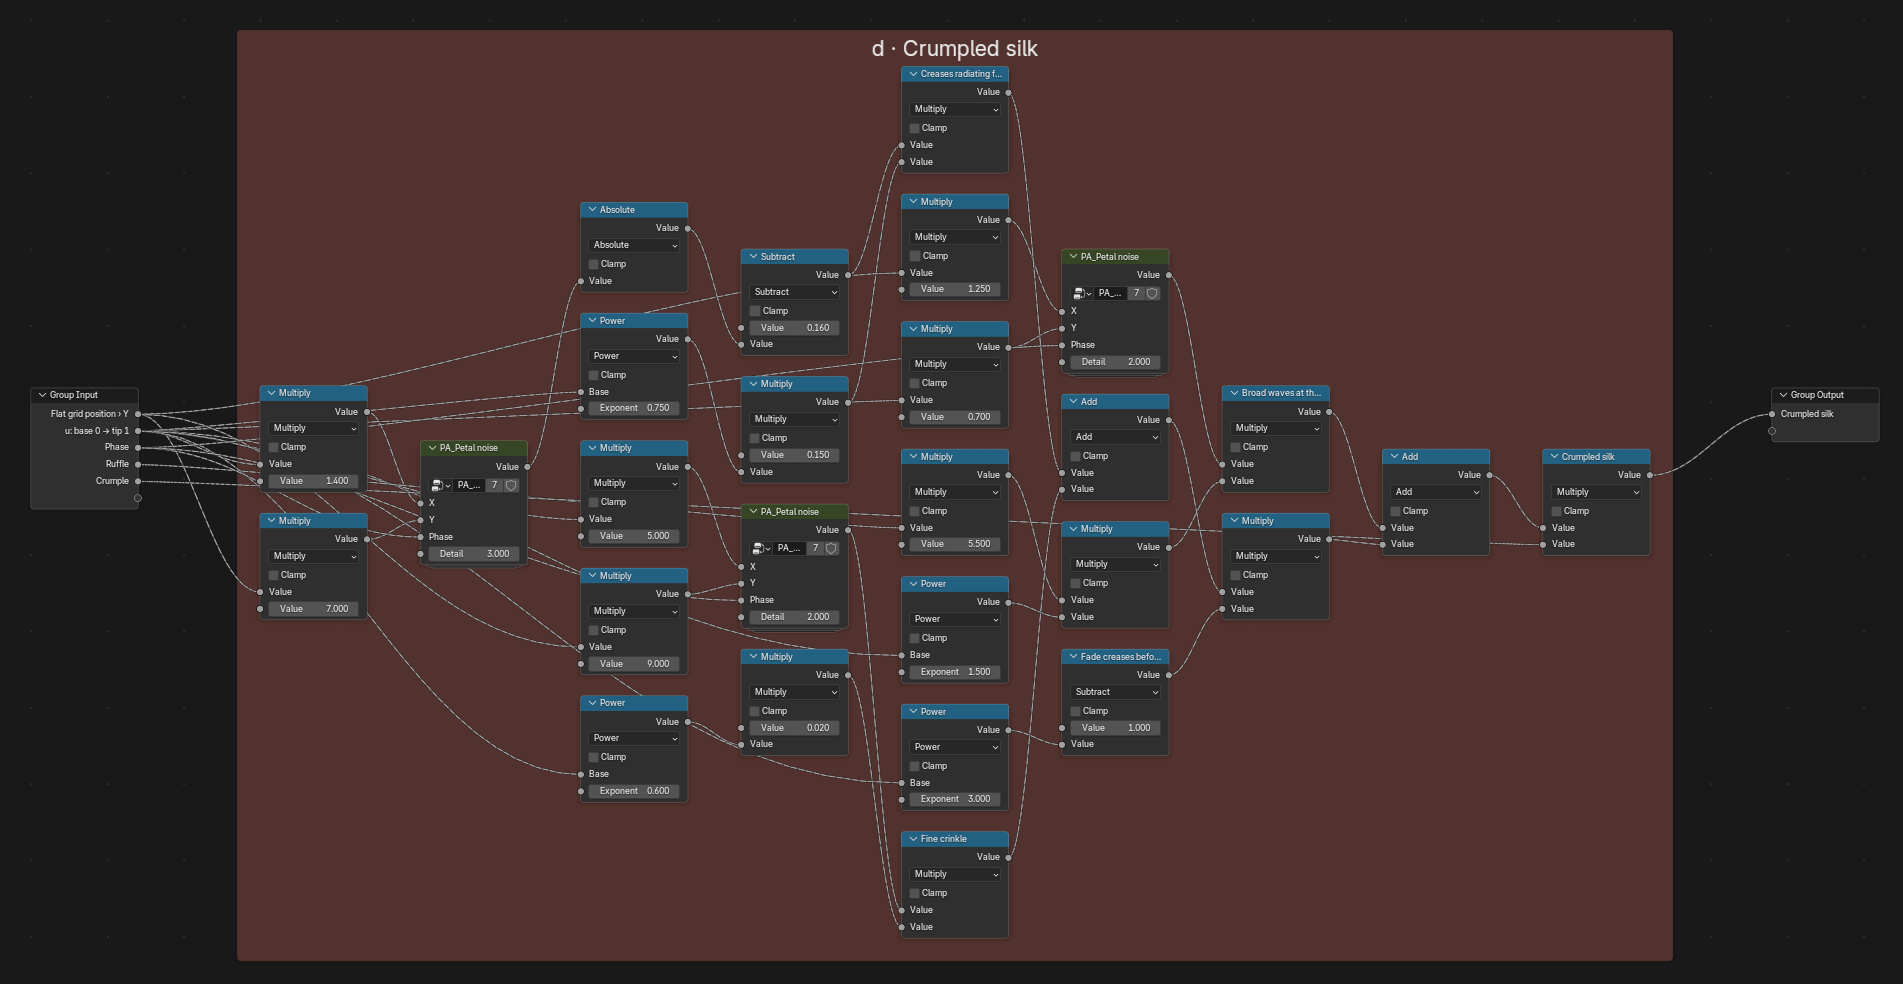 d · Crumpled silk
Group Input
Flat grid position › Y
u: base 0 → tip 1
Phase
Ruffle
Crumple
Multiply
Value
Multiply
Clamp
Value
Value 1.400
Multiply
Value
Multiply
Clamp
Value
Value 7.000
PA_Petal noise
Value
PA_... 7
X
Y
Phase
Detail 3.000
Absolute
Value
Absolute
Clamp
Value
Power
Value
Power
Clamp
Base
Exponent 0.750
Multiply
Value
Multiply
Clamp
Value
Value 5.000
Multiply
Value
Multiply
Clamp
Value
Value 9.000
Power
Value
Power
Clamp
Base
Exponent 0.600
Subtract
Value
Subtract
Clamp
Value 0.160
Value
Multiply
Value
Multiply
Clamp
Value 0.150
Value
PA_Petal noise
Value
PA_... 7
X
Y
Phase
Detail 2.000
Multiply
Value
Multiply
Clamp
Value 0.020
Value
Creases radiating f...
Value
Multiply
Clamp
Value
Value
Multiply
Value
Multiply
Clamp
Value
Value 1.250
Multiply
Value
Multiply
Clamp
Value
Value 0.700
Multiply
Value
Multiply
Clamp
Value
Value 5.500
Power
Value
Power
Clamp
Base
Exponent 1.500
Power
Value
Power
Clamp
Base
Exponent 3.000
Fine crinkle
Value
Multiply
Clamp
Value
Value
PA_Petal noise
Value
PA_... 7
X
Y
Phase
Detail 2.000
Add
Value
Add
Clamp
Value
Value
Multiply
Value
Multiply
Clamp
Value
Value
Fade creases befo...
Value
Subtract
Clamp
Value 1.000
Value
Broad waves at th...
Value
Multiply
Clamp
Value
Value
Multiply
Value
Multiply
Clamp
Value
Value
Add
Value
Add
Clamp
Value
Value
Crumpled silk
Value
Multiply
Clamp
Value
Value
Group Output
Crumpled silk